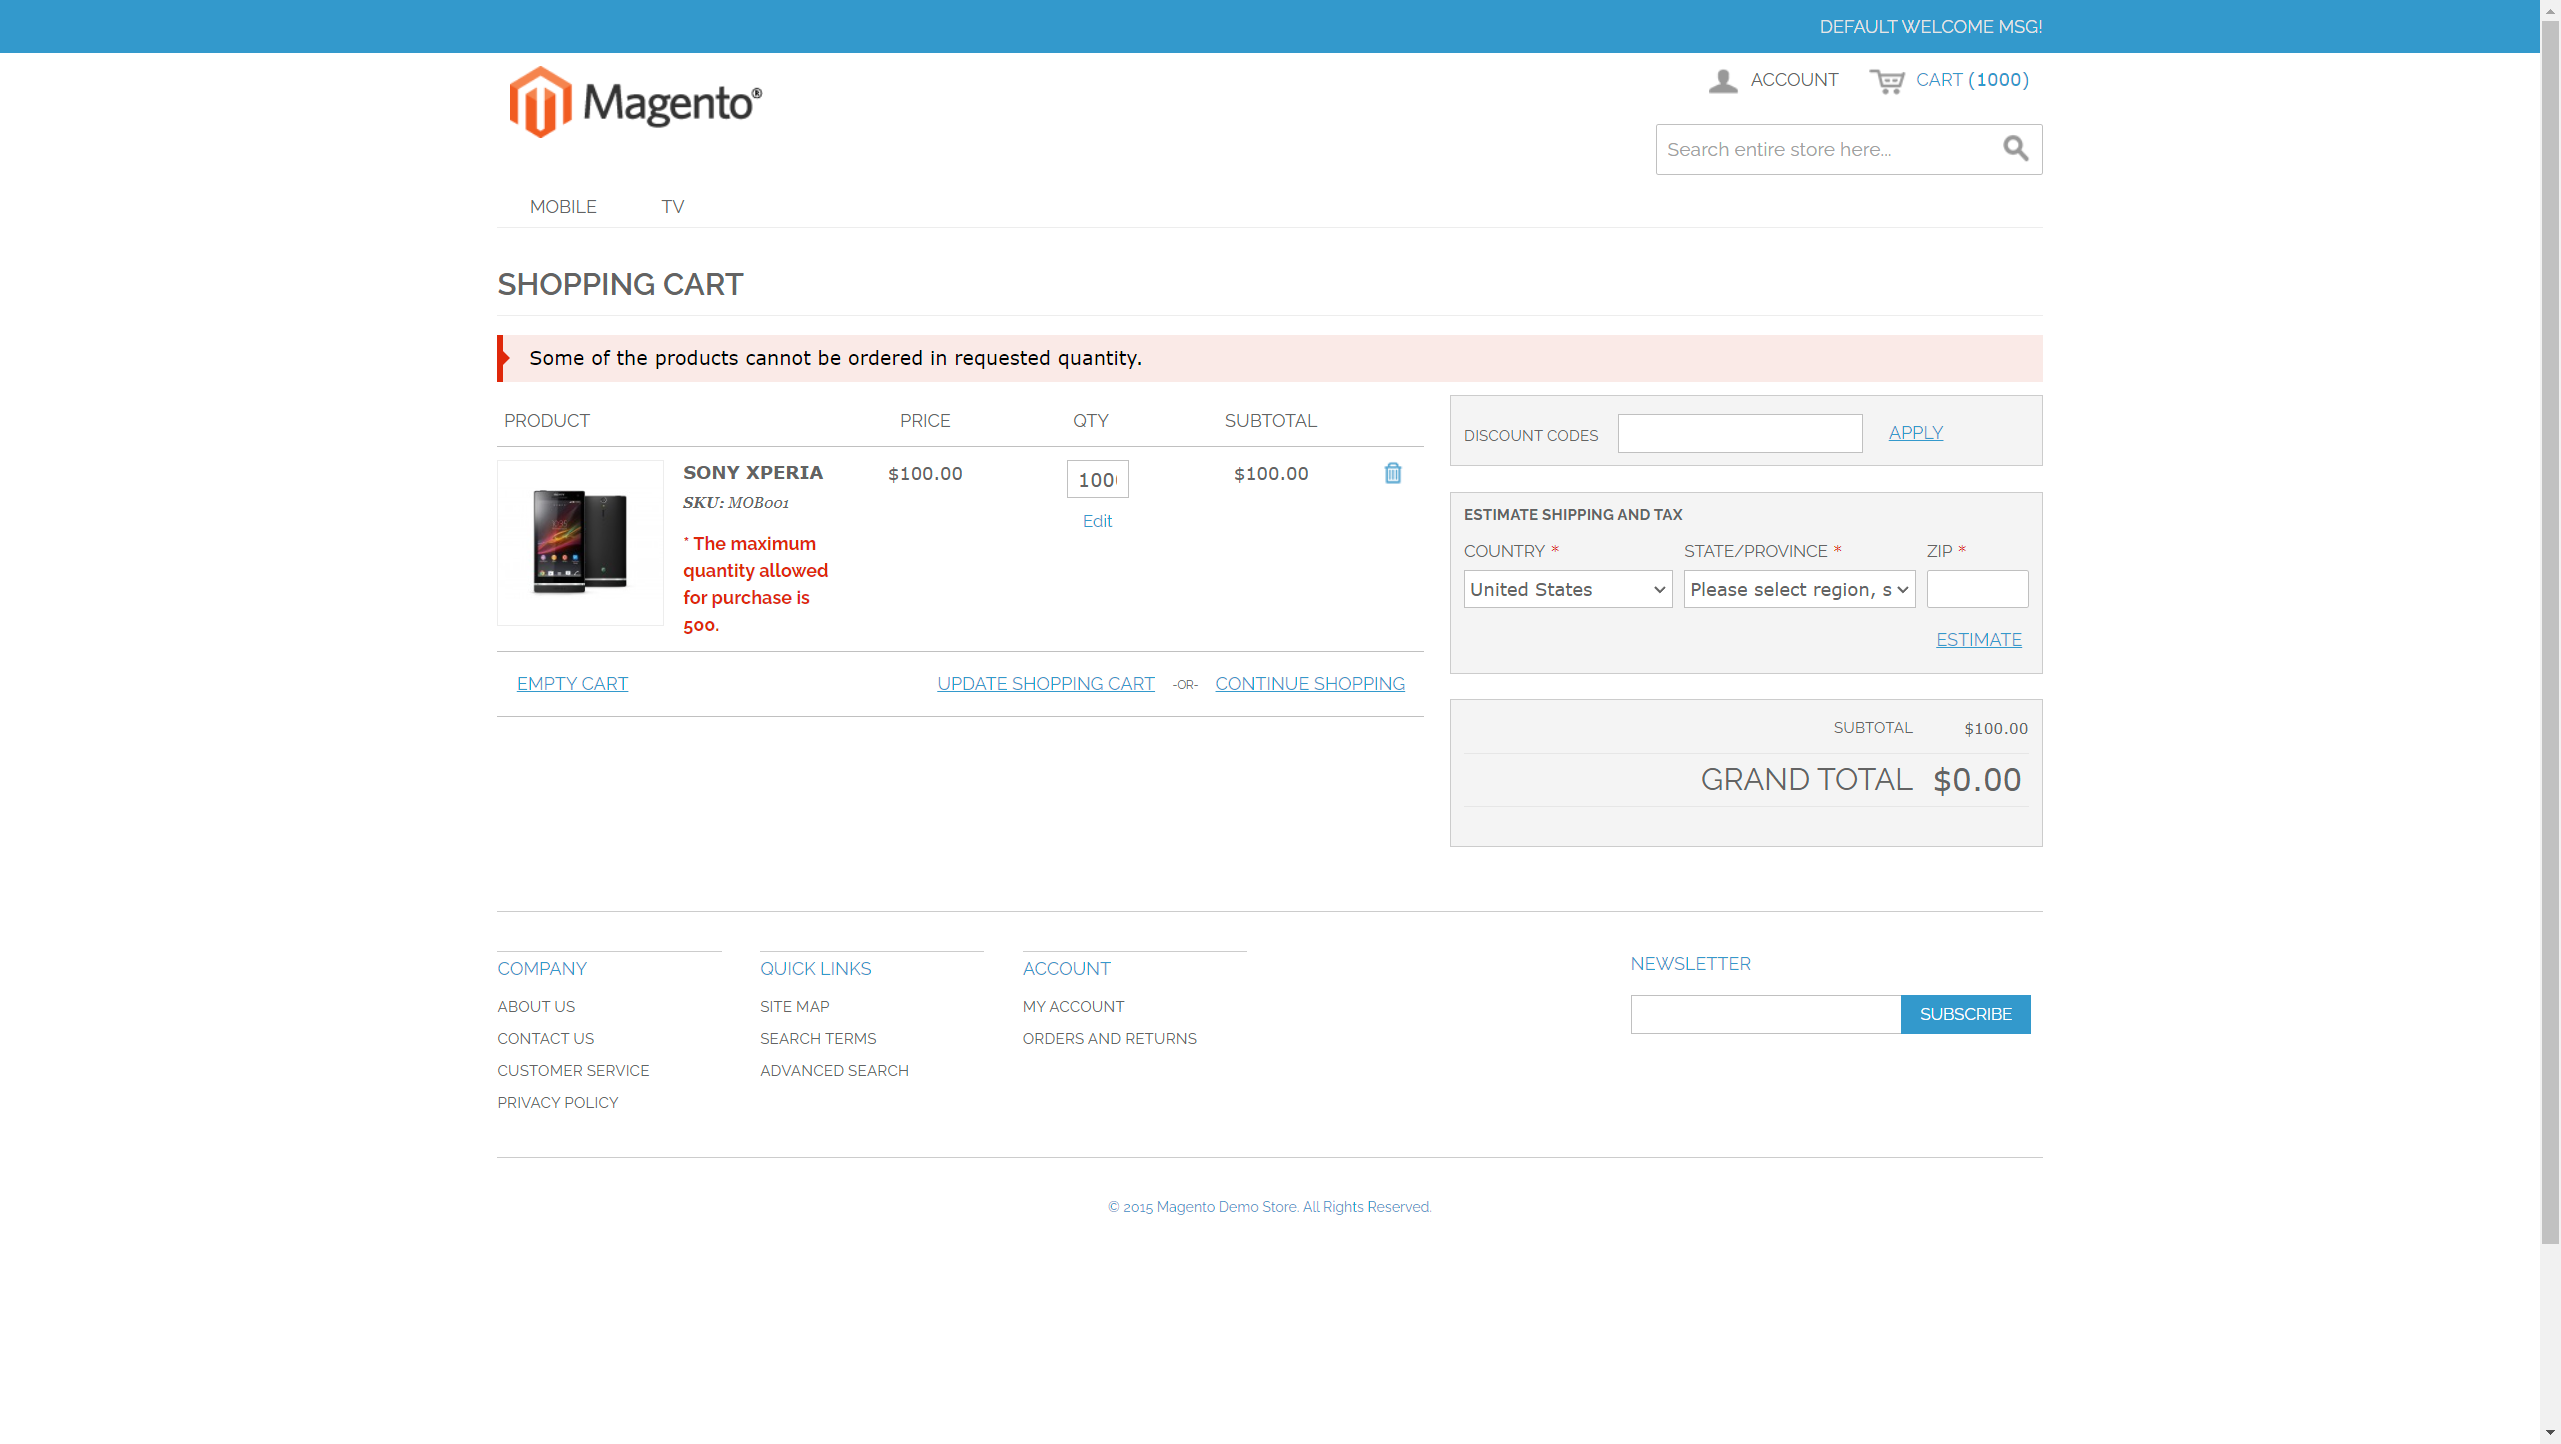 DEFAULT WELCOME MSG!
Magento®
ACCOUNT
CART (1000)
Search entire store here...
MOBILE
TV
SHOPPING CART
Some of the products cannot be ordered in requested quantity.
PRODUCT PRICE QTY SUBTOTAL
SONY XPERIA $100.00 $100.00
SKU: MOB001
Edit
* The maximum
quantity allowed
for purchase is
500.
EMPTY CART UPDATE SHOPPING CART -OR- CONTINUE SHOPPING
DISCOUNT CODES APPLY
ESTIMATE SHIPPING AND TAX
COUNTRY * STATE/PROVINCE * ZIP *
United States Please select region, s
ESTIMATE
SUBTOTAL $100.00
GRAND TOTAL $0.00
COMPANY
ABOUT US
CONTACT US
CUSTOMER SERVICE
PRIVACY POLICY
QUICK LINKS
SITE MAP
SEARCH TERMS
ADVANCED SEARCH
ACCOUNT
MY ACCOUNT
ORDERS AND RETURNS
NEWSLETTER
SUBSCRIBE
© 2015 Magento Demo Store. All Rights Reserved.